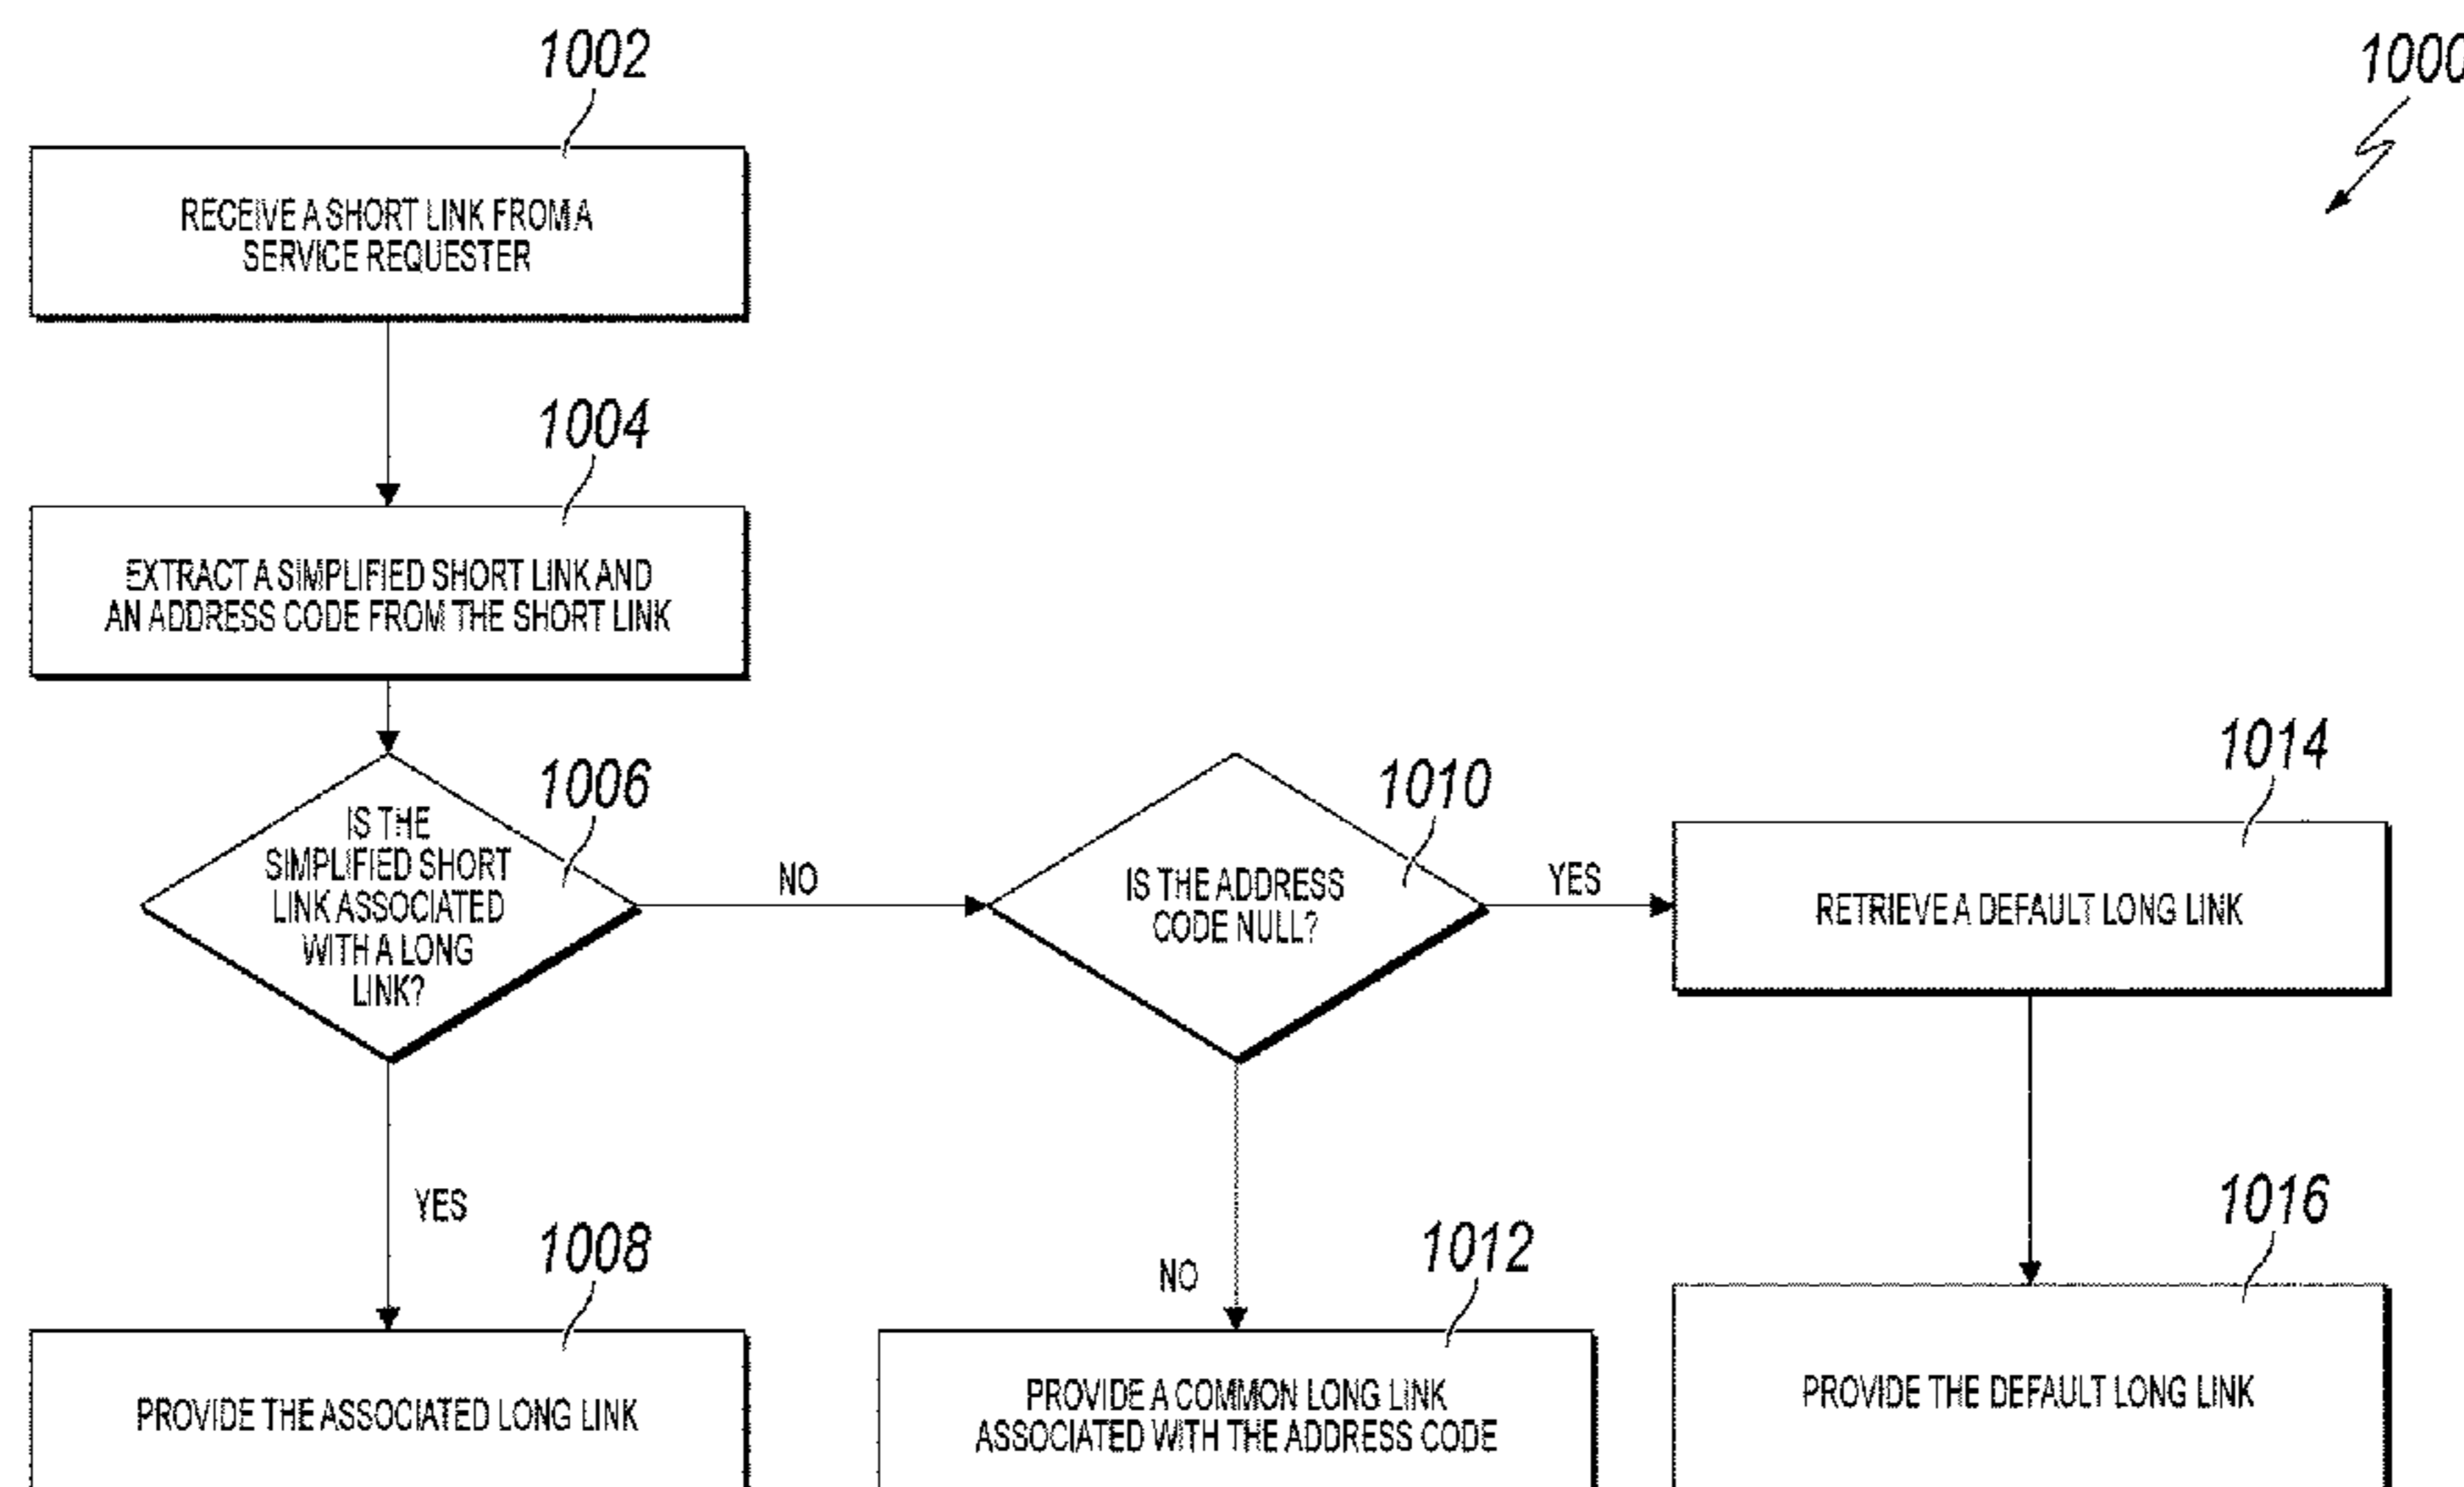 1002
1000
RECEIVE A SHORT LINK FROM A
SERVICE REQUESTER
1004
EXTRACT A SIMPLIFIED SHORT LINK AND
AN ADDRESS CODE FROM THE SHORT LINK
1006
IS THE
SIMPLIFIED SHORT
LINK ASSOCIATED
WITH A LONG
LINK?
NO
1010
IS THE ADDRESS
CODE NULL?
YES
1014
RETRIEVE A DEFAULT LONG LINK
YES
1008
PROVIDE THE ASSOCIATED LONG LINK
NO
1012
PROVIDE A COMMON LONG LINK
ASSOCIATED WITH THE ADDRESS CODE
1016
PROVIDE THE DEFAULT LONG LINK